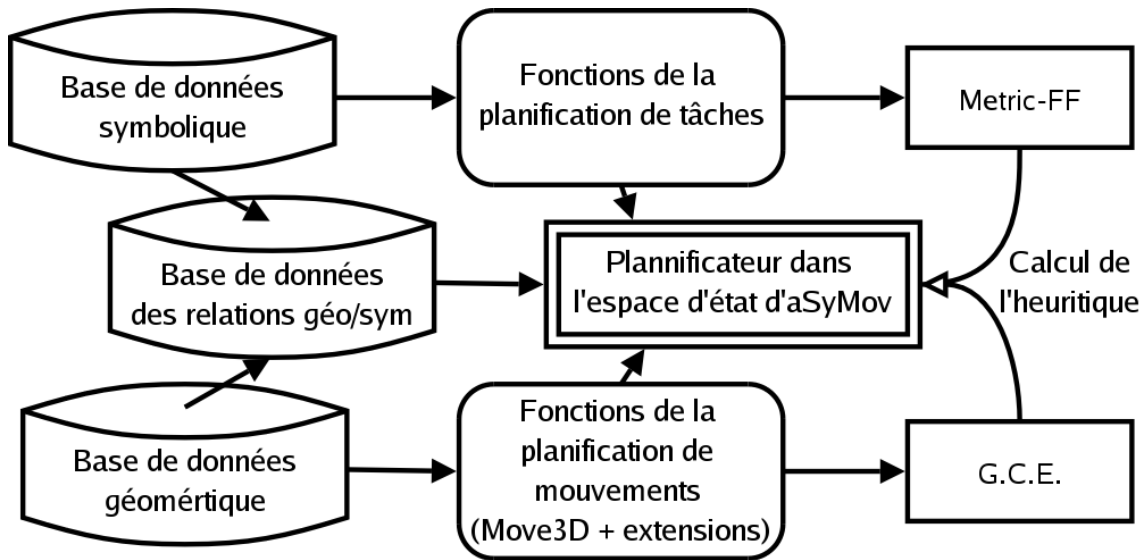 Base de données
symbolique
Fonctions de la
planification de tâches
Metric-FF
Base de données
des relations géo/sym
Plannificateur dans
l'espace d'état d'aSyMov
Calcul de
l'heuritique
Base de données
géomértique
Fonctions de la
planification de
mouvements
(Move3D + extensions)
G.C.E.